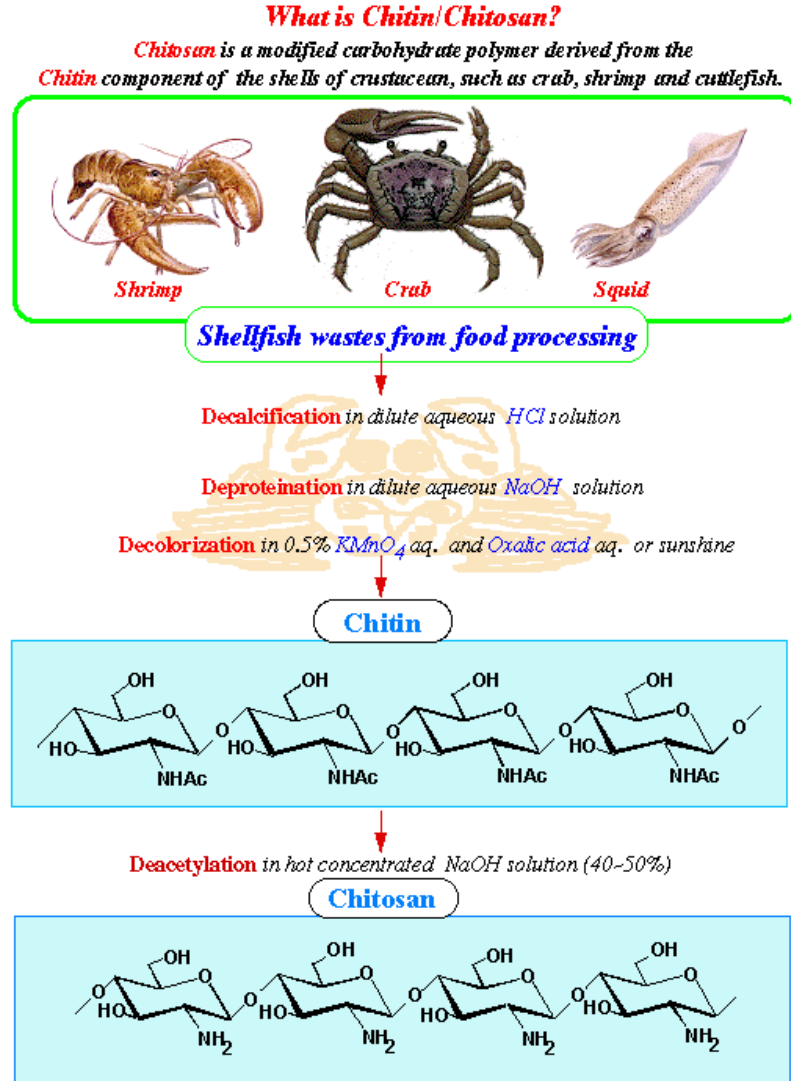 What is Chitin/Chitosan?
Chitosan is a modified carbohydrate polymer derived from the
Chitin component of the shells of crustacean, such as crab, shrimp and cuttlefish.
Shrimp
Crab
Squid
Shellfish wastes from food processing
Decalcification in dilute aqueous HCl solution
Deproteination in dilute aqueous NaOH solution
Decolorization in 0.5% KMnO4 aq. and Oxalic acid aq. or sunshine
Chitin
OH OH OH OH
O O O O
O O O O
HO HO HO HO
NHAc NHAc NHAc NHAc
Deacetylation in hot concentrated NaOH solution (40~50%)
Chitosan
OH OH OH OH
O O O O
O O O O
HO HO HO HO
NH2 NH2 NH2 NH2